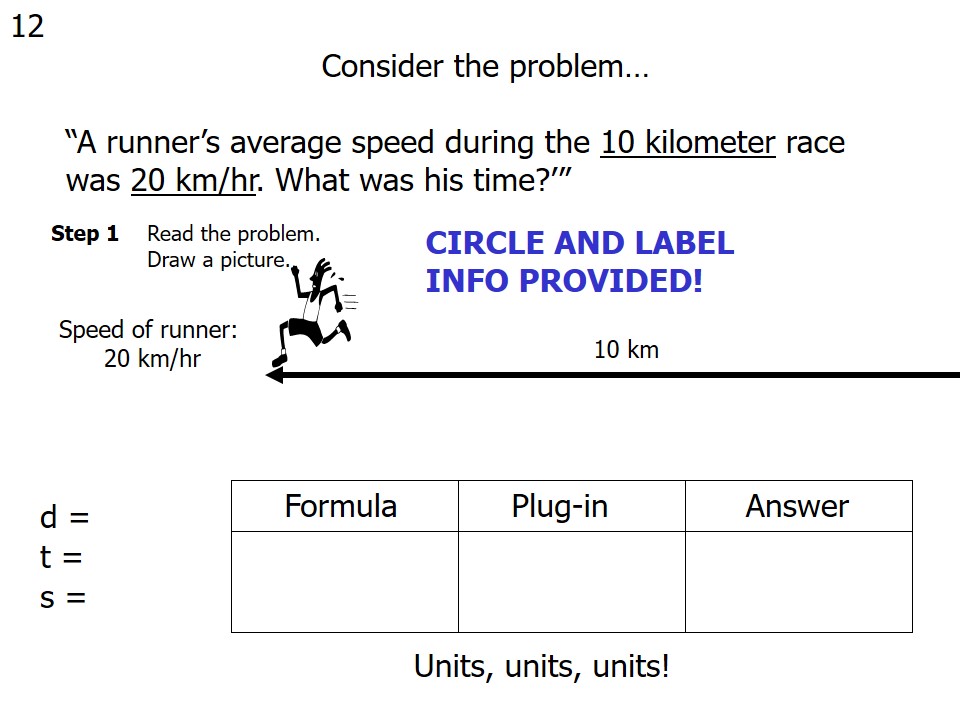 12
Consider the problem…
“A runner’s average speed during the 10 kilometer race
was 20 km/hr. What was his time?’”
Step 1 Read the problem.
Draw a picture.
CIRCLE AND LABEL
INFO PROVIDED!
Speed of runner:
20 km/hr
10 km
d =
t =
s =
Formula Plug-in Answer
Units, units, units!